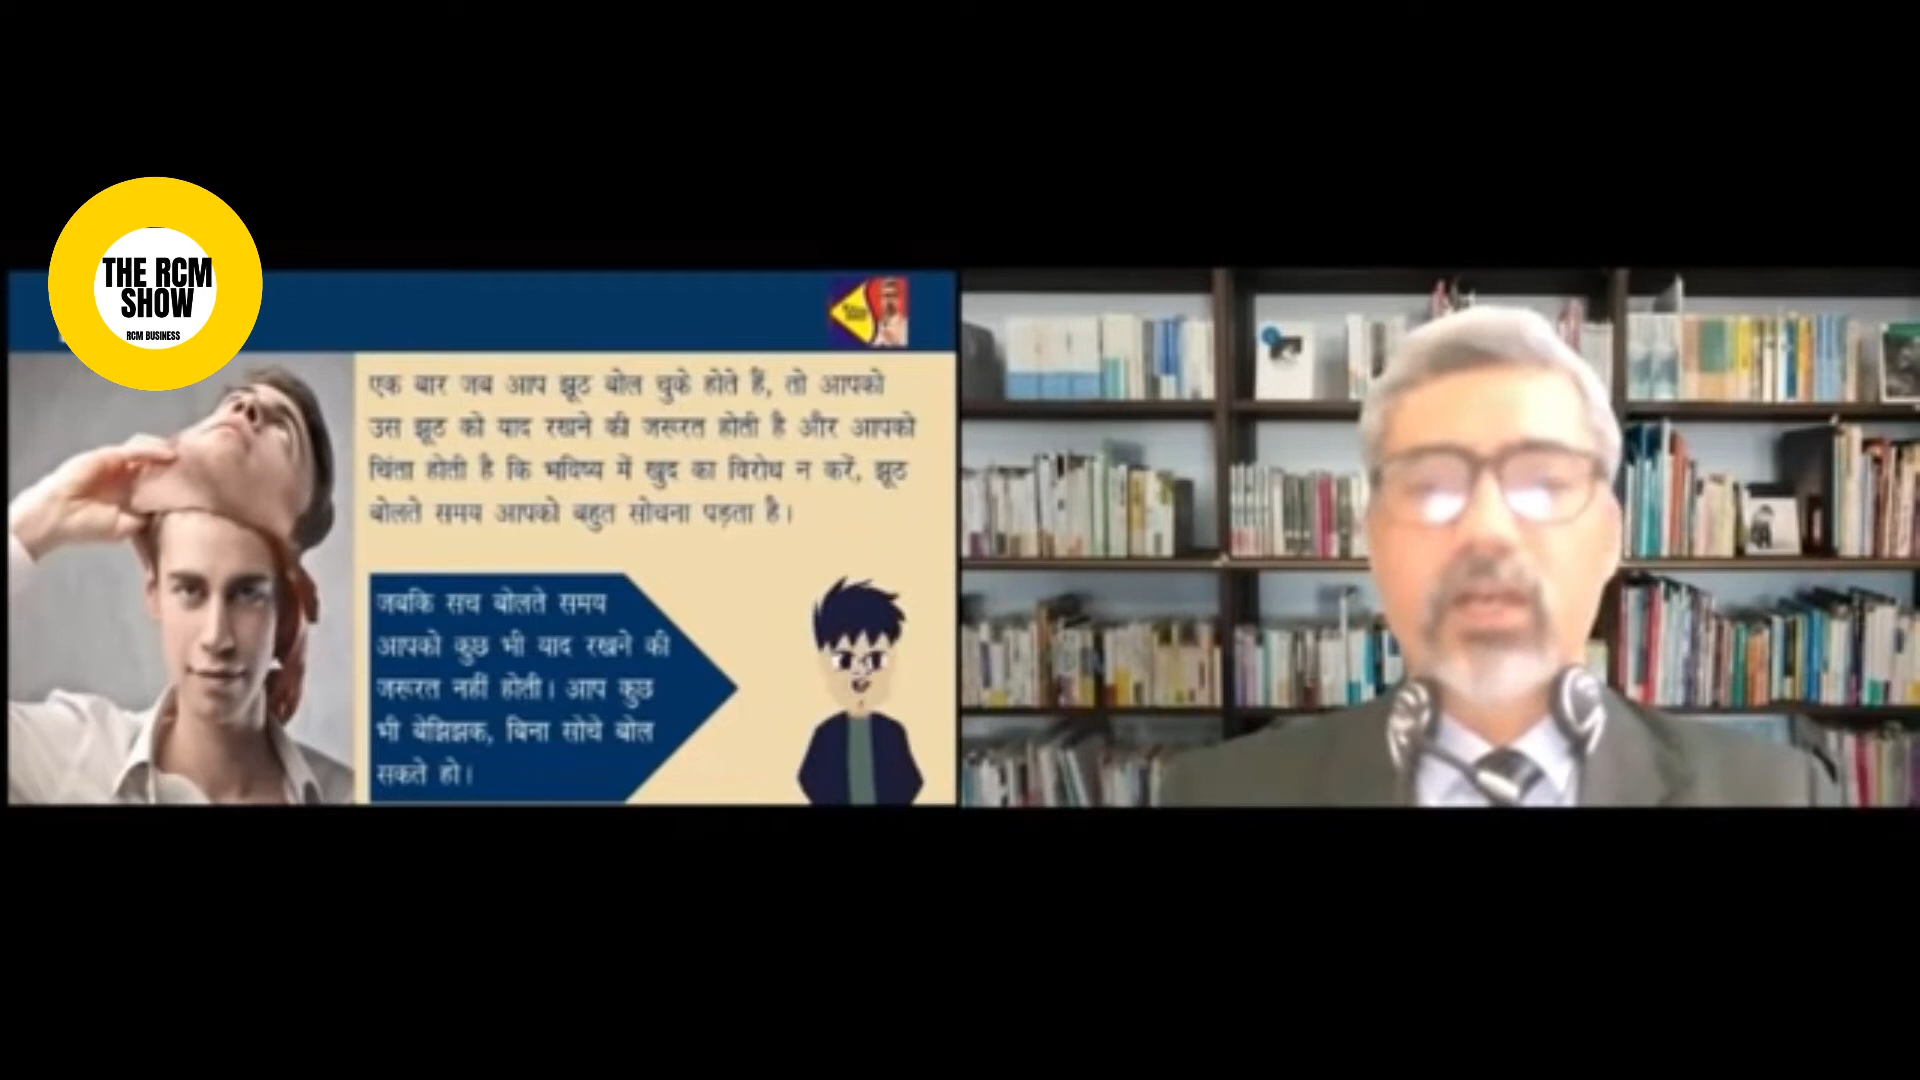 THE RCM
SHOW
RCM BUSINESS
एक बार जब आप झूठ बोल चुके होते हैं, तो आपको
उस झूठ को याद रखने की जरूरत होती है और आपको
चिंता होती है कि भविष्य में खुद का विरोध न करें, झूठ
बोलते समय आपको बहुत सोचना पड़ता है।
जबकि सच बोलते समय
आपको कुछ भी याद रखने की
जरूरत नहीं होती। आप कुछ
भी बेझिझक, बिना सोचे बोल
सकते हो।